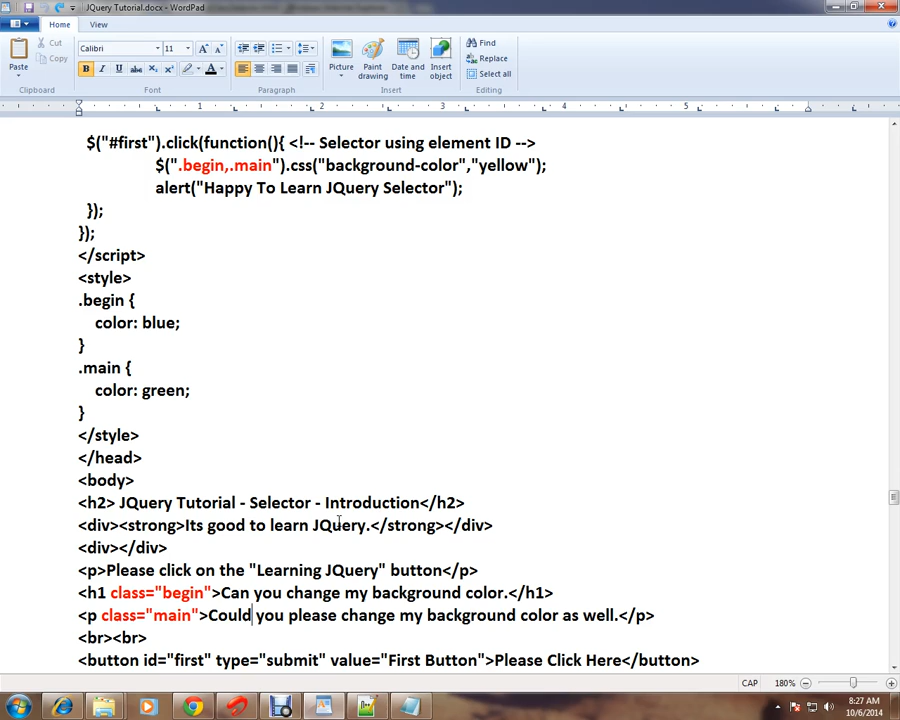 JQuery Tutorial.docx - WordPad
Home
View
Paste
Cut
Copy
Clipboard
Calibri
11
Font
Paragraph
Picture
Paint drawing
Date and time
Insert object
Insert
Find
Replace
Select all
Editing
1 2 3 4 5
$("#first").click(function(){ <!-- Selector using element ID -->
$(".begin,.main").css("background-color","yellow");
alert("Happy To Learn JQuery Selector");
});
});
</script>
<style>
.begin {
color: blue;
}
.main {
color: green;
}
</style>
</head>
<body>
<h2> JQuery Tutorial - Selector - Introduction</h2>
<div><strong>Its good to learn JQuery.</strong></div>
<div></div>
<p>Please click on the "Learning JQuery" button</p>
<h1 class="begin">Can you change my background color.</h1>
<p class="main">Could you please change my background color as well.</p>
<br><br>
<button id="first" type="submit" value="First Button">Please Click Here</button>
CAP 180%
8:27 AM
10/6/2014